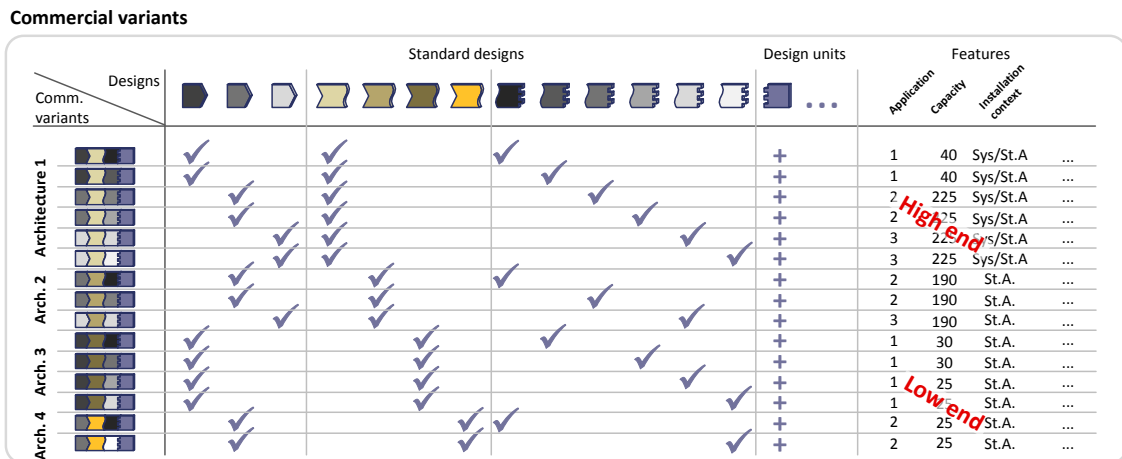 Commercial variants
Standard designs
Design units
Features
Designs
Comm.
variants
Application
Capacity
Installation
context
...
Architecture 1
1 40 Sys/St.A ...
1 40 Sys/St.A ...
2 225 Sys/St.A ...
2 Sys/St.A ...
3 ...
3 225 Sys/St.A ...
High end
Arch. 2
2 190 St.A. ...
2 190 St.A. ...
3 190 St.A. ...
Arch. 3
1 30 St.A. ...
1 30 St.A. ...
1 25 St.A. ...
1 St.A. ...
Low end
Arch. 4
2 25 St.A. ...
2 25 St.A. ...